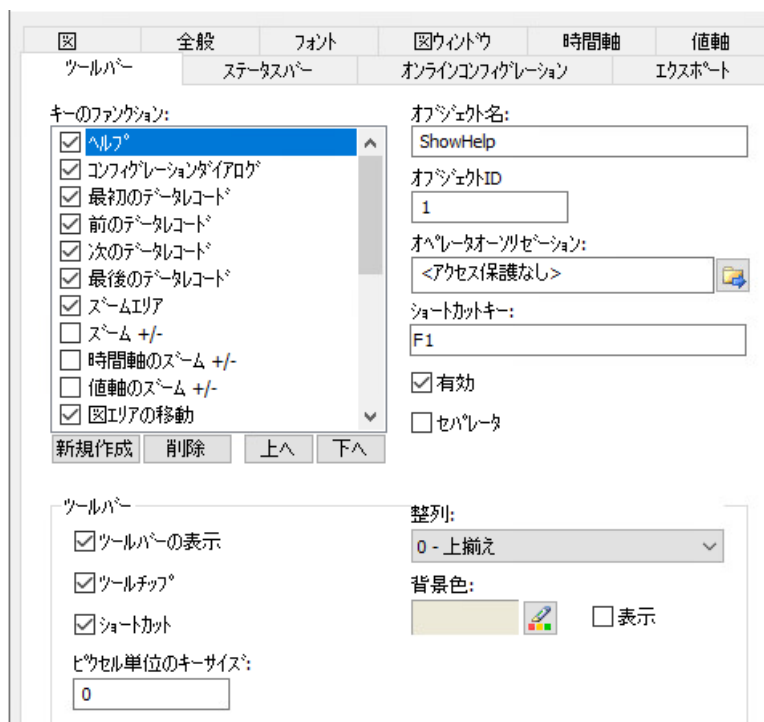 図 全般 フォント 図ウィンドウ 時間軸 値軸
ツールバー ステータスバー オンラインコンフィグレーション エクスポート
キーのファンクション:
ヘルプ
コンフィグレーションダイアログ
最初のデータレコード
前のデータレコード
次のデータレコード
最後のデータレコード
ズームエリア
ズーム +/-
時間軸のズーム +/-
値軸のズーム +/-
図エリアの移動
新規作成 削除 上へ 下へ
オブジェクト名:
ShowHelp
オブジェクトID
1
オペレータオーソリゼーション:
<アクセス保護なし>
ショートカットキー:
F1
有効
セパレータ
ツールバー
ツールバーの表示
ツールチップ
ショートカット
ピクセル単位のキーサイズ:
0
整列:
0 - 上揃え
背景色:
表示